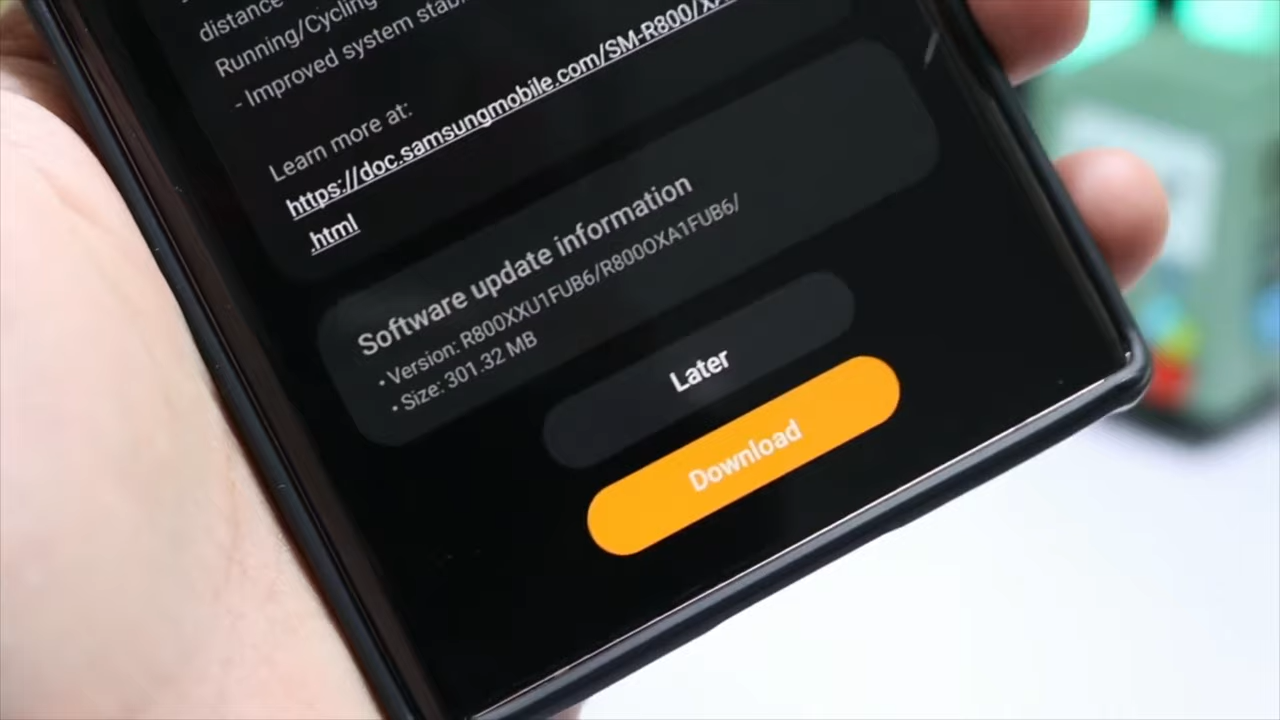 distance
Running/Cycling
- Improved system stab
Learn more at:
https://doc.samsungmobile.com/SM-R800/XA
.html
Software update information
• Version: R800XXU1FUB6/R800OXA1FUB6/
• Size: 301.32 MB
Later
Download